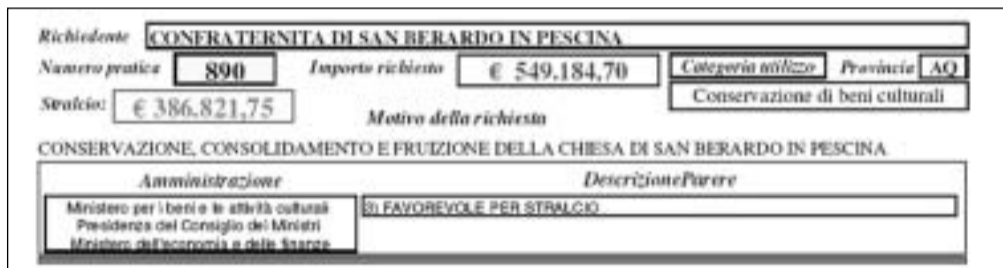 Richiedente CONFRATERNITA DI SAN BERARDO IN PESCINA
Numero pratica 890 Importo richiesto € 549.184,70 Categoria utilizzo Provincia AQ
Stralcio: € 386.821,75 Conservazione di beni culturali
Motivo della richiesta
CONSERVAZIONE, CONSOLIDAMENTO E FRUIZIONE DELLA CHIESA DI SAN BERARDO IN PESCINA
Amministrazione DescrizioneParere
Ministero per i beni e le attività culturali 3) FAVOREVOLE PER STRALCIO
Presidenza del Consiglio dei Ministri
Ministero dell'economia e delle finanze